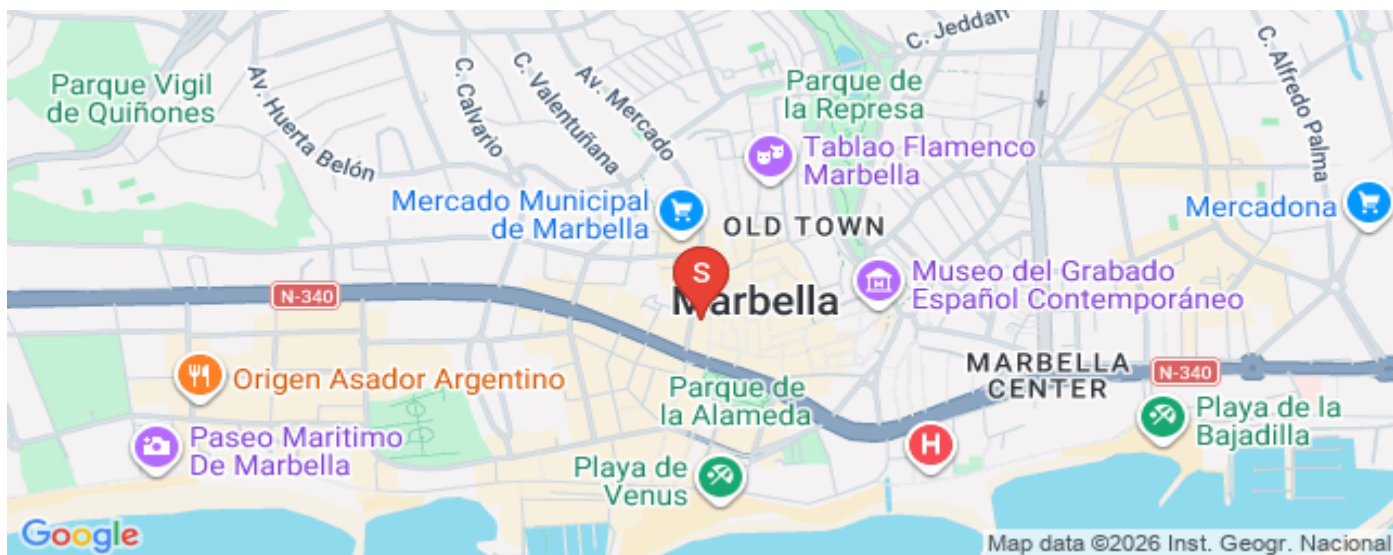 C. Jeddah
Parque Vigil
de Quiñones
Av. Huerta Belón
C. Calvario
C. Valentuñana
Av. Mercado
Parque de
la Represa
C. Alfredo Palma
Tablao Flamenco
Marbella
Mercado Municipal
de Marbella
OLD TOWN
Mercadona
S
Marbella
Museo del Grabado
Español Contemporáneo
N-340
MARBELLA
CENTER
N-340
Origen Asador Argentino
Parque de
la Alameda
Playa de la
Bajadilla
Paseo Maritimo
De Marbella
H
Playa de
Venus
Google
Map data ©2026 Inst. Geogr. Nacional